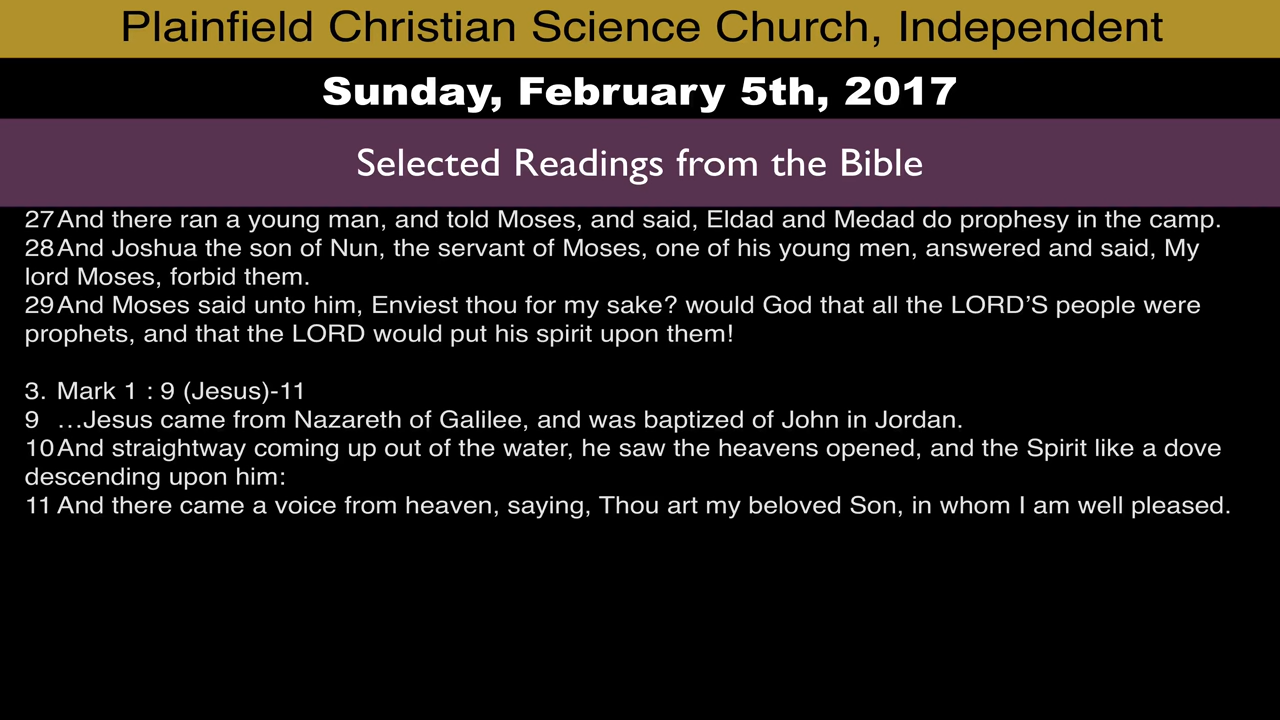 Plainfield Christian Science Church, Independent
Sunday, February 5th, 2017
Selected Readings from the Bible
27 And there ran a young man, and told Moses, and said, Eldad and Medad do prophesy in the camp.
28 And Joshua the son of Nun, the servant of Moses, one of his young men, answered and said, My
lord Moses, forbid them.
29 And Moses said unto him, Enviest thou for my sake? would God that all the LORD’S people were
prophets, and that the LORD would put his spirit upon them!
3. Mark 1 : 9 (Jesus)-11
9 …Jesus came from Nazareth of Galilee, and was baptized of John in Jordan.
10 And straightway coming up out of the water, he saw the heavens opened, and the Spirit like a dove
descending upon him:
11 And there came a voice from heaven, saying, Thou art my beloved Son, in whom I am well pleased.